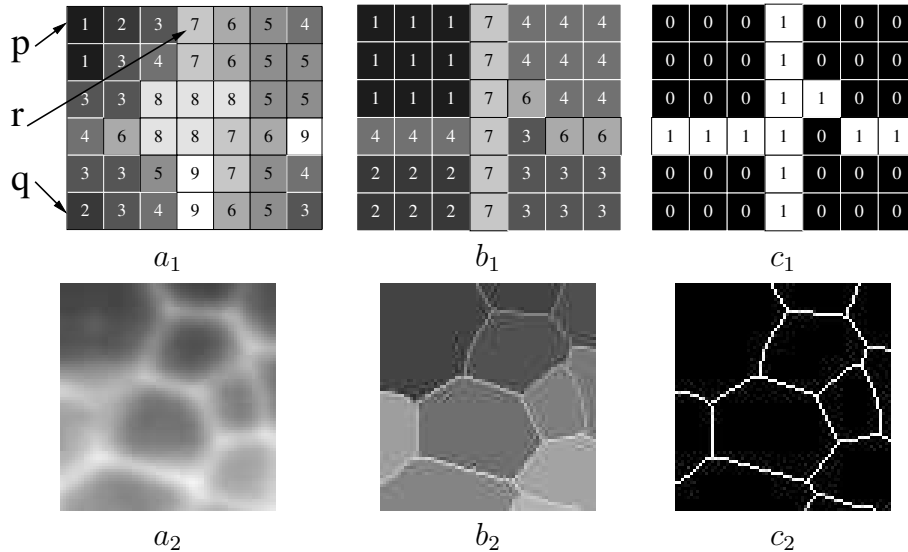 p 1 2 3 7 6 5 4 1 1 1 7 4 4 4 0 0 0 1 0 0 0
1 3 4 7 6 5 5 1 1 1 7 4 4 4 0 0 0 1 0 0 0
r 3 3 8 8 8 5 5 1 1 1 7 6 4 4 0 0 0 1 1 0 0
4 6 8 8 7 6 9 4 4 4 7 3 6 6 1 1 1 1 0 1 1
q 3 3 5 9 7 5 4 2 2 2 7 3 3 3 0 0 0 1 0 0 0
2 3 4 9 6 5 3 2 2 2 7 3 3 3 0 0 0 1 0 0 0
a₁ b₁ c₁
a₂ b₂ c₂